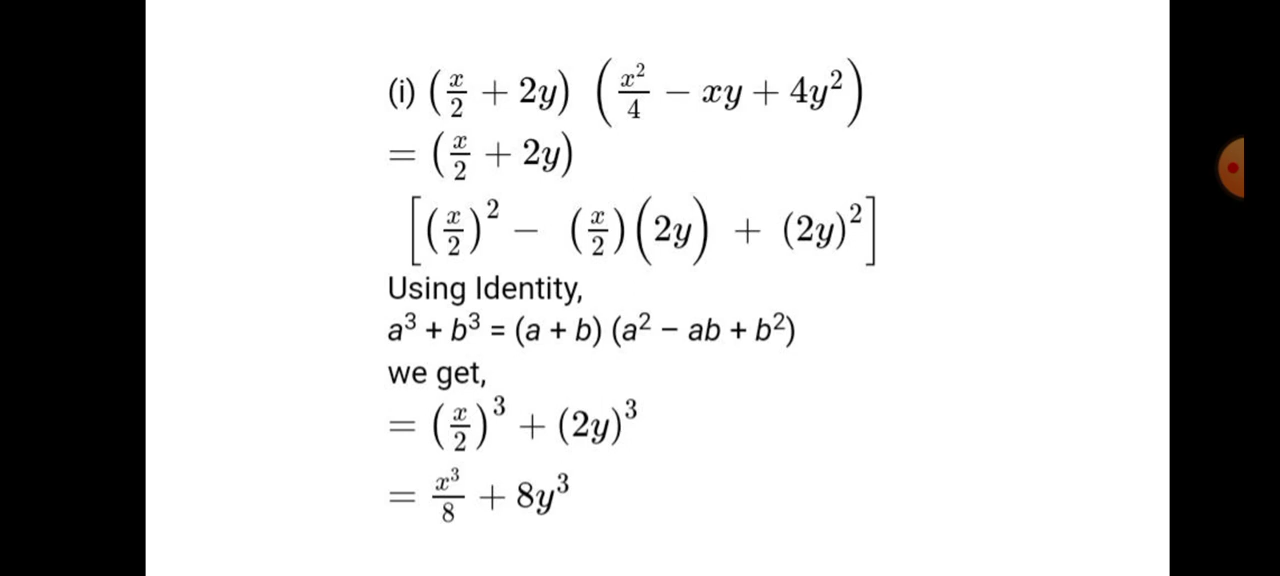 (i) (x/2 + 2y) (x²/4 − xy + 4y²)
= (x/2 + 2y)
[(x/2)² − (x/2)(2y) + (2y)²]
Using Identity,
a³ + b³ = (a + b) (a² − ab + b²)
we get,
= (x/2)³ + (2y)³
= x³/8 + 8y³